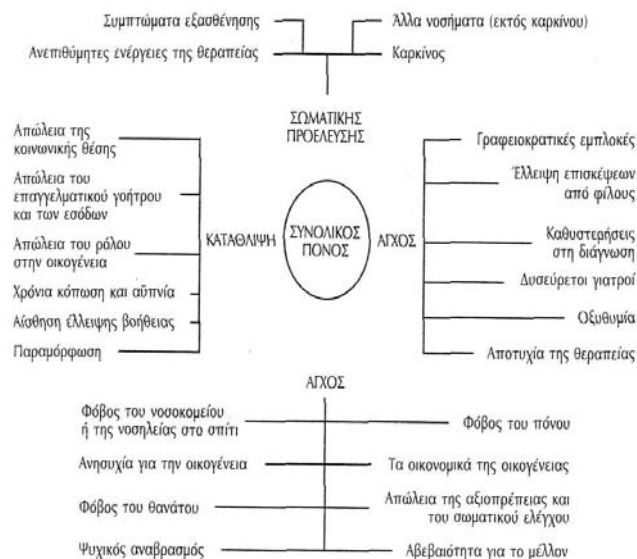 Συμπτώματα εξασθένησης
Άλλα νοσήματα (εκτός καρκίνου)
Ανεπιθύμητες ενέργειες της θεραπείας
Καρκίνος
ΣΩΜΑΤΙΚΗΣ
ΠΡΟΕΛΕΥΣΗΣ
Απώλεια της
κοινωνικής θέσης
Απώλεια του
επαγγελματικού γοήτρου
και των εσόδων
Απώλεια του ρόλου
στην οικογένεια
Χρόνια κόπωση και αϋπνία
Αίσθηση έλλειψης βοήθειας
Παραμόρφωση
ΚΑΤΑΘΛΙΨΗ
ΣΥΝΟΛΙΚΟΣ
ΠΟΝΟΣ
ΑΓΧΟΣ
Γραφειοκρατικές εμπλοκές
Έλλειψη επισκέψεων
από φίλους
Καθυστερήσεις
στη διάγνωση
Δυσεύρετοι γιατροί
Οξυθυμία
Αποτυχία της θεραπείας
ΑΓΧΟΣ
Φόβος του νοσοκομείου
ή της νοσηλείας στο σπίτι
Φόβος του πόνου
Ανησυχία για την οικογένεια
Τα οικονομικά της οικογένειας
Φόβος του θανάτου
Απώλεια της αξιοπρέπειας και
του σωματικού ελέγχου
Ψυχικός αναβρασμός
Αβεβαιότητα για το μέλλον